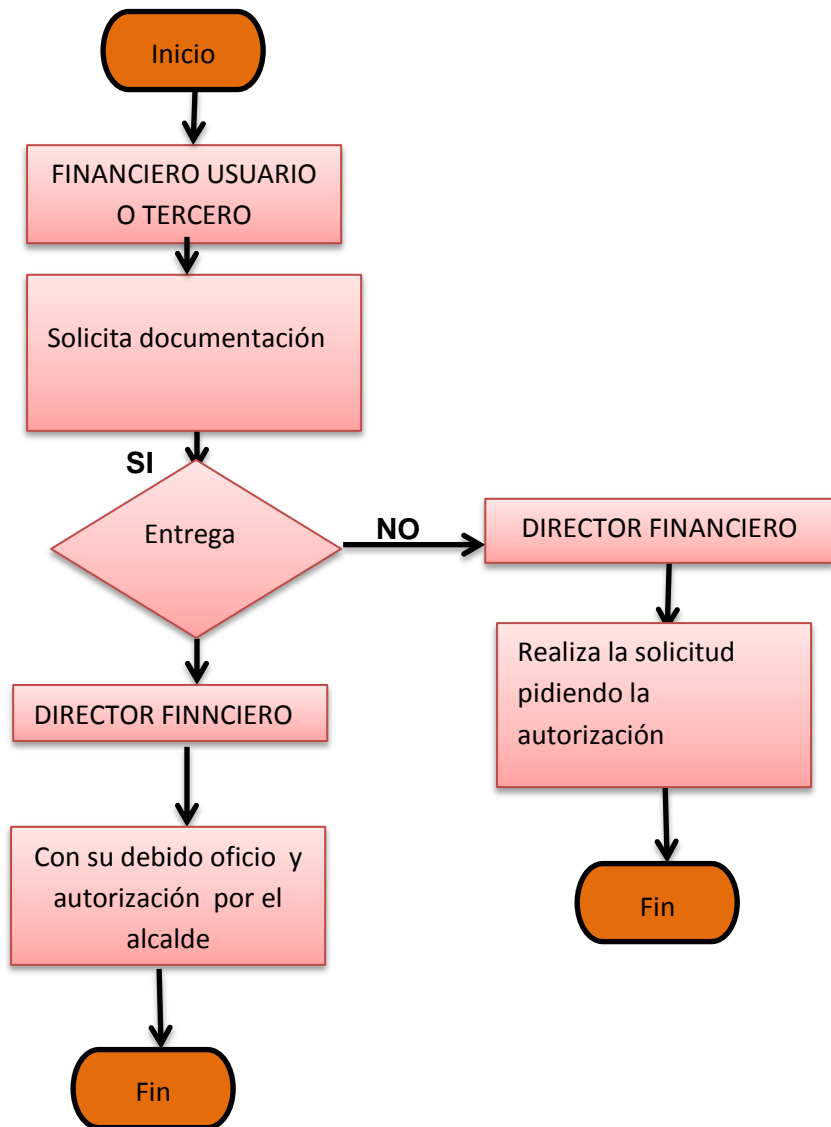 Inicio
FINANCIERO USUARIO
O TERCERO
Solicita documentación
SI
Entrega
NO
DIRECTOR FINANCIERO
Realiza la solicitud
pidiendo la
autorización
Fin
DIRECTOR FINNCIERO
Con su debido oficio y
autorización por el
alcalde
Fin